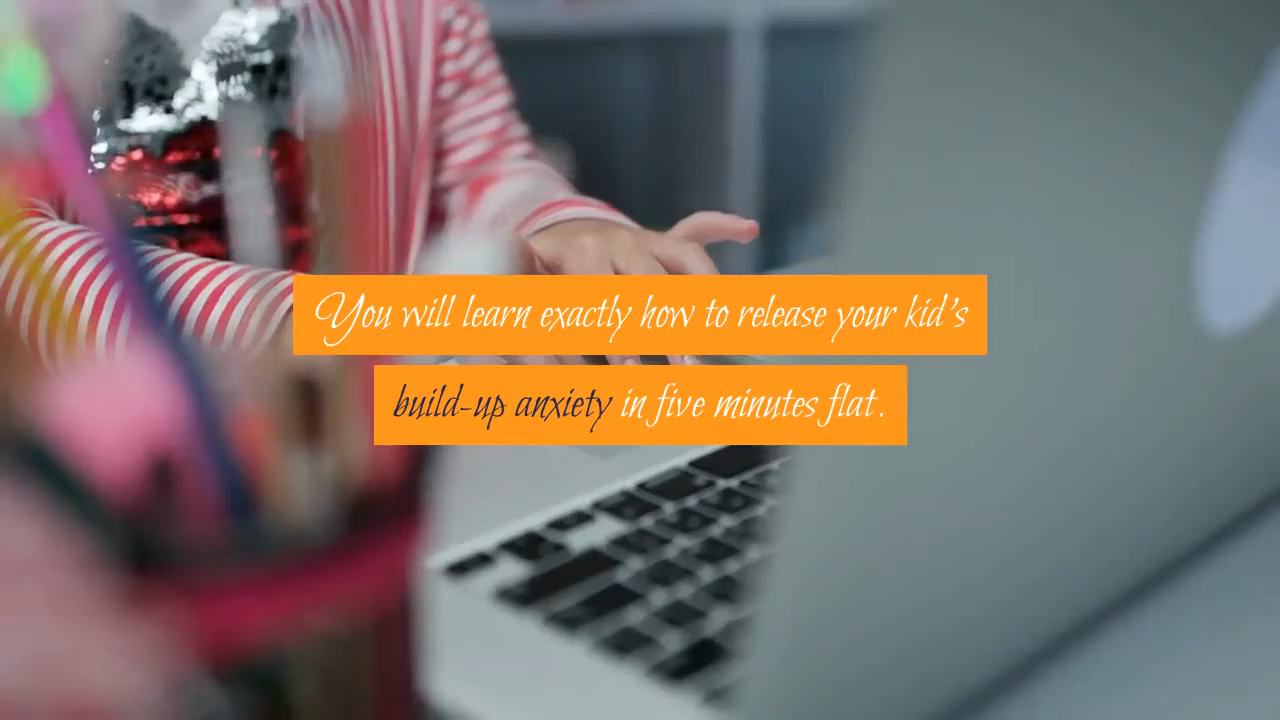 You will learn exactly how to release your kid's
build-up anxiety in five minutes flat.